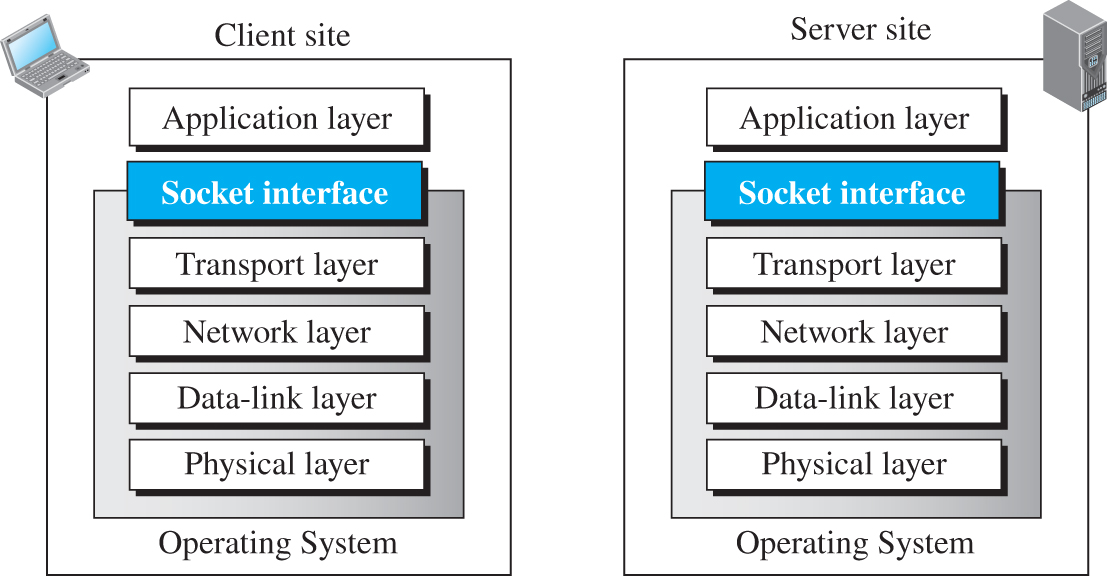 Client site
Application layer
Socket interface
Transport layer
Network layer
Data-link layer
Physical layer
Operating System
Server site
Application layer
Socket interface
Transport layer
Network layer
Data-link layer
Physical layer
Operating System